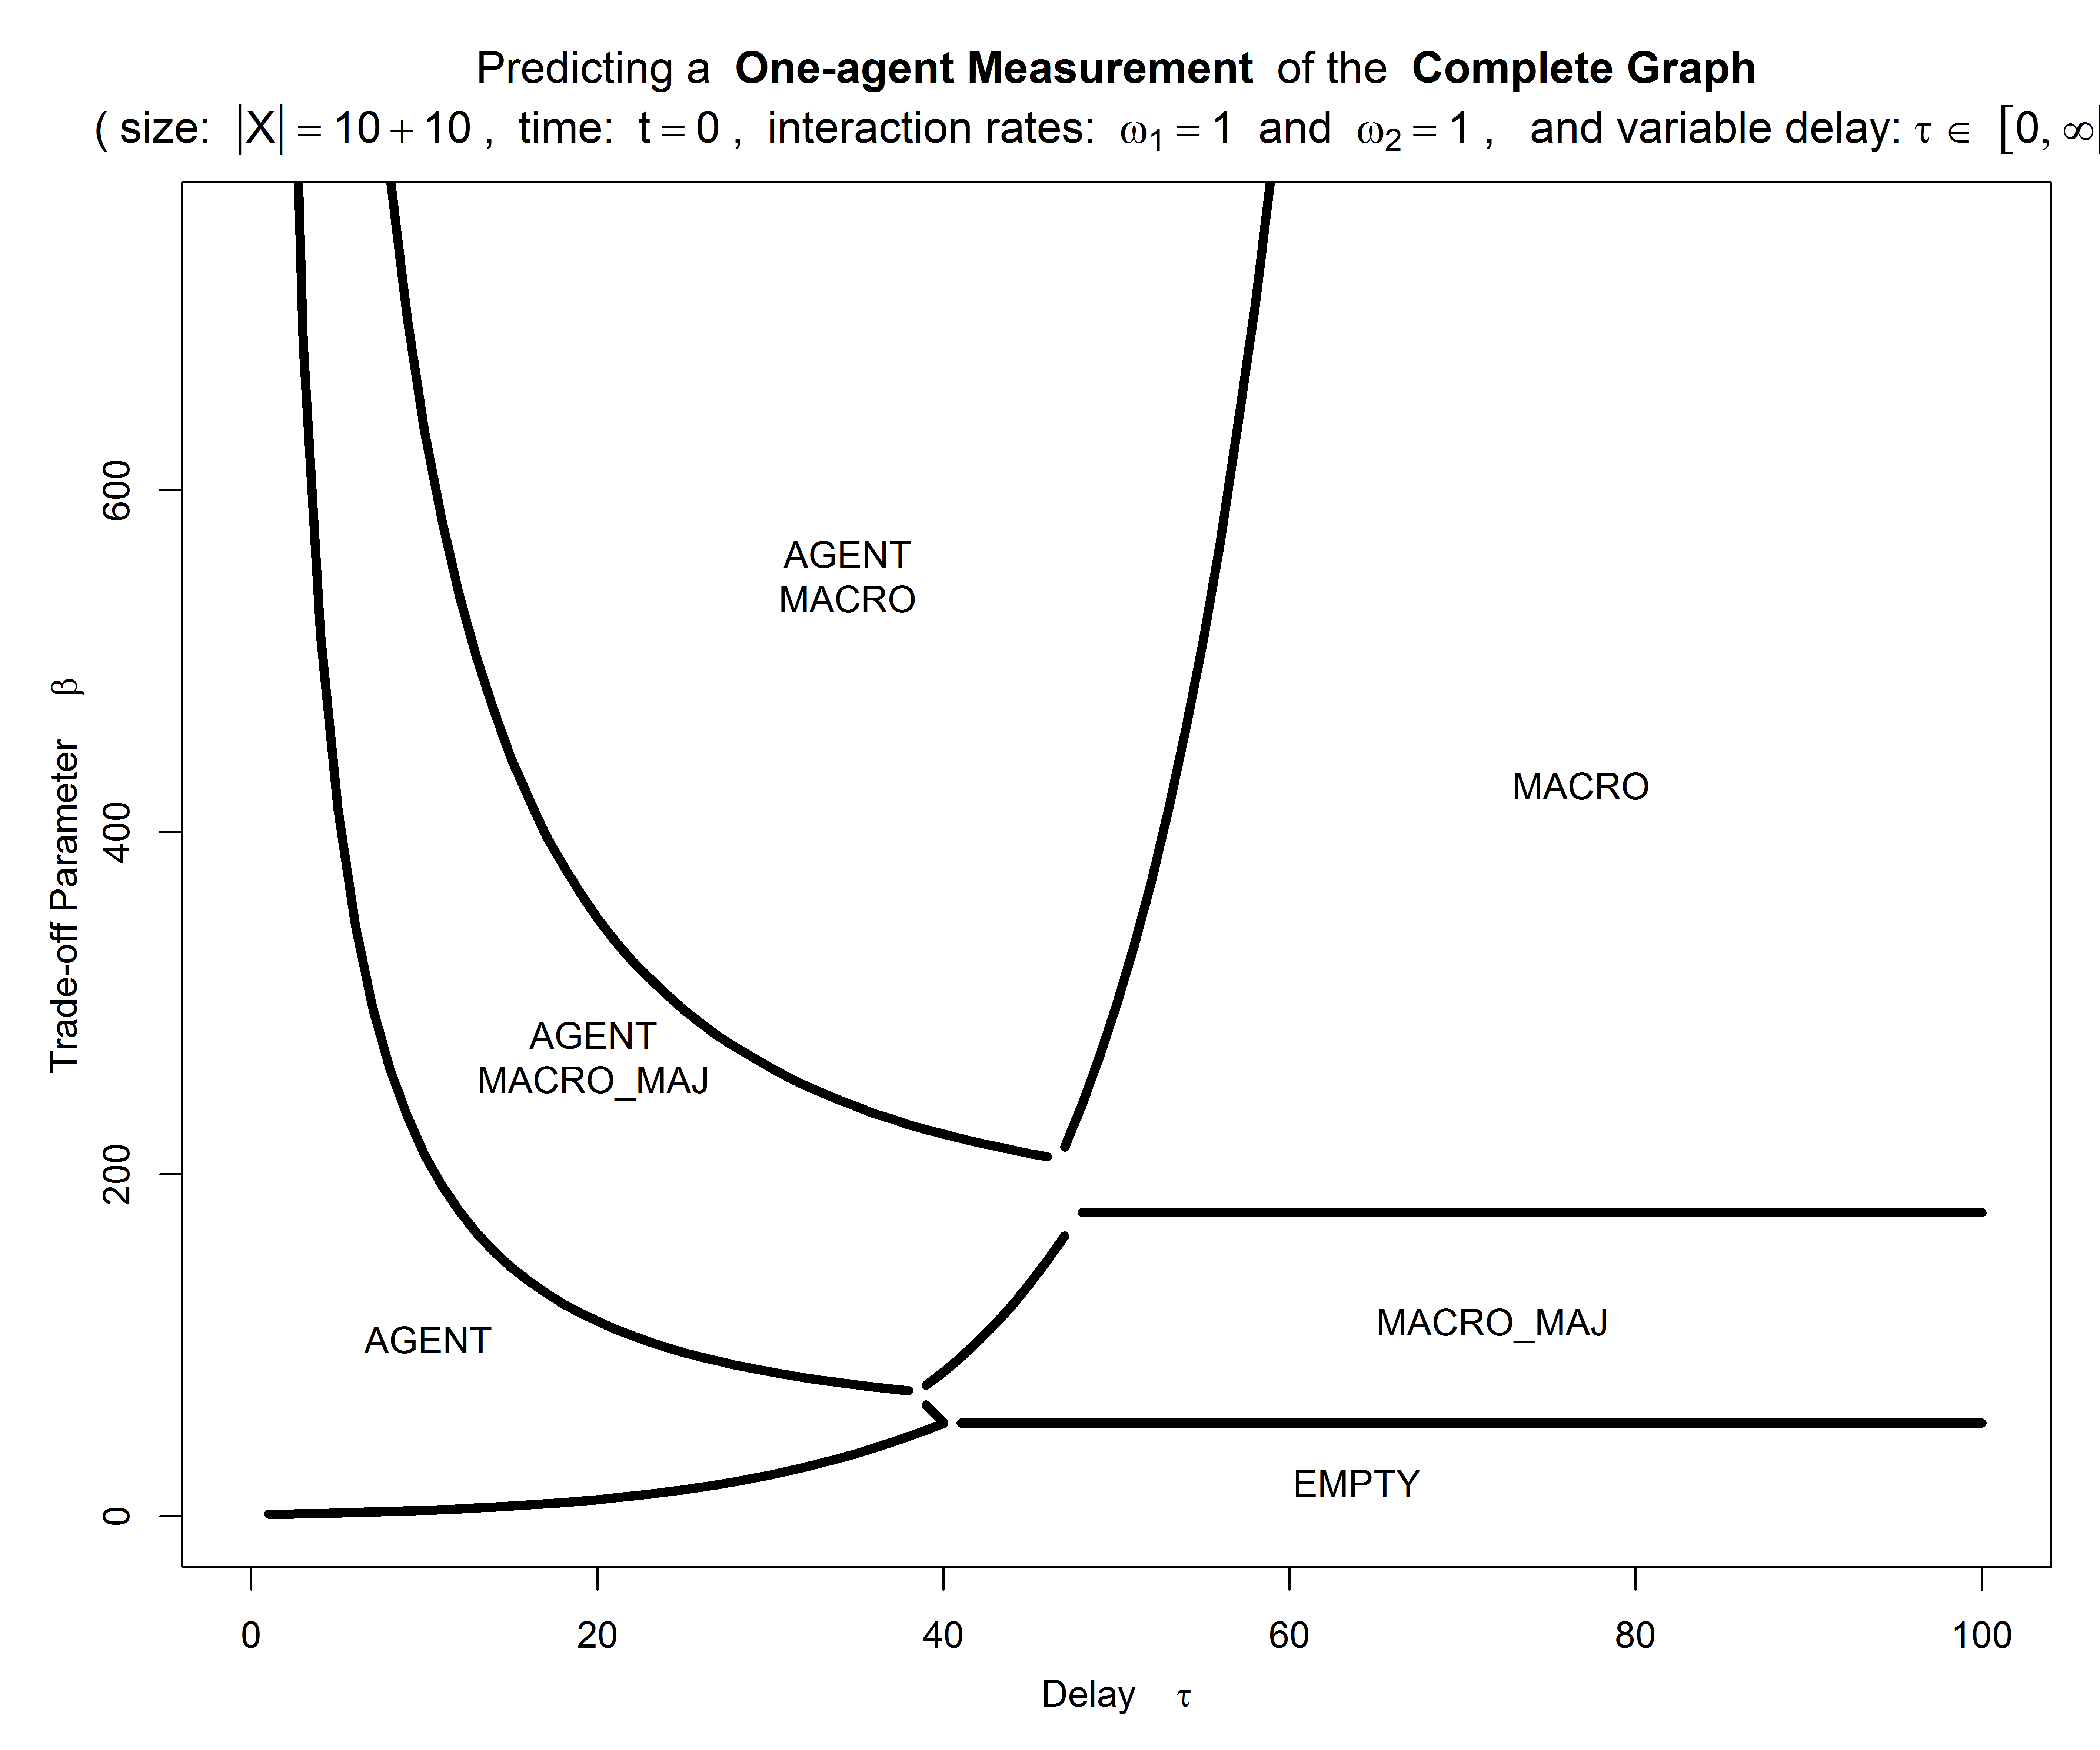 Predicting a One-agent Measurement of the Complete Graph
( size: |X| = 10 + 10 , time: t = 0 , interaction rates: ω₁ = 1 and ω₂ = 1 , and variable delay: τ ∈ [0, ∞[
AGENT
MACRO
MACRO
AGENT
MACRO_MAJ
AGENT
MACRO_MAJ
EMPTY
Trade-off Parameter β
0
200
400
600
0
20
40
60
80
100
Delay τ